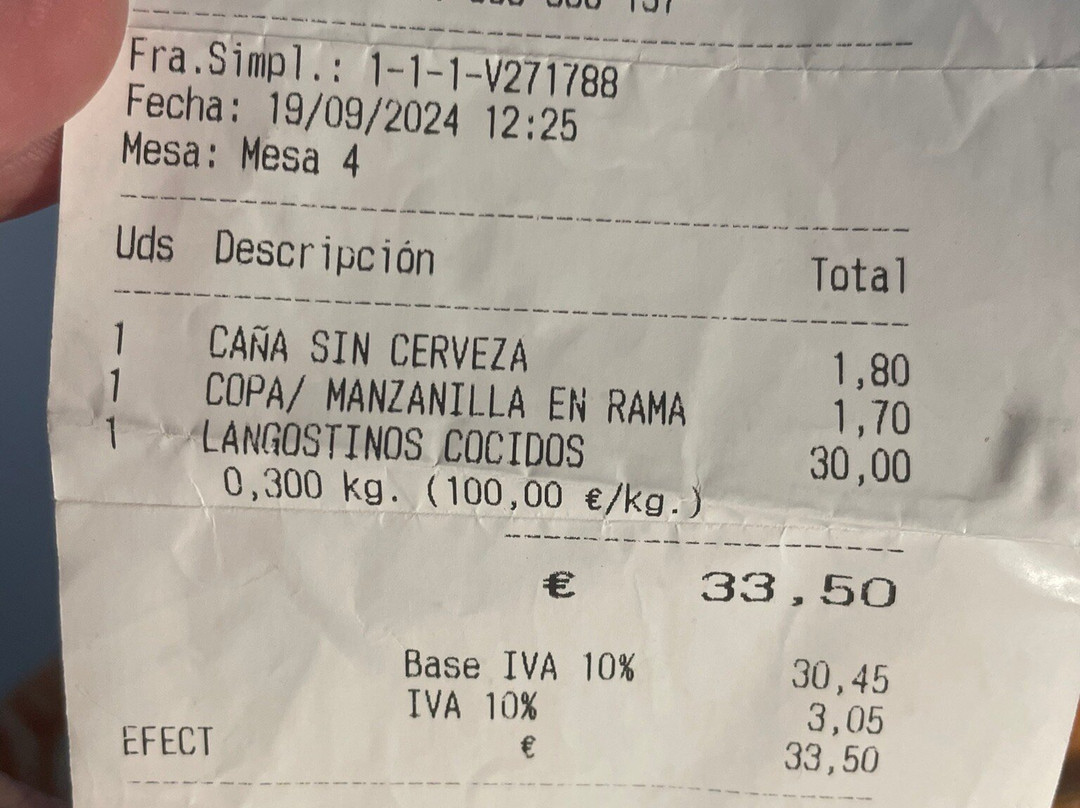 Fra.Simpl.: 1-1-1-V271788
Fecha: 19/09/2024 12:25
Mesa: Mesa 4
Uds Descripción Total
1 CAÑA SIN CERVEZA 1,80
1 COPA/ MANZANILLA EN RAMA 1,70
1 LANGOSTINOS COCIDOS 30,00
0,300 kg. (100,00 €/kg.)
€ 33,50
Base IVA 10% 30,45
IVA 10% 3,05
EFECT € 33,50